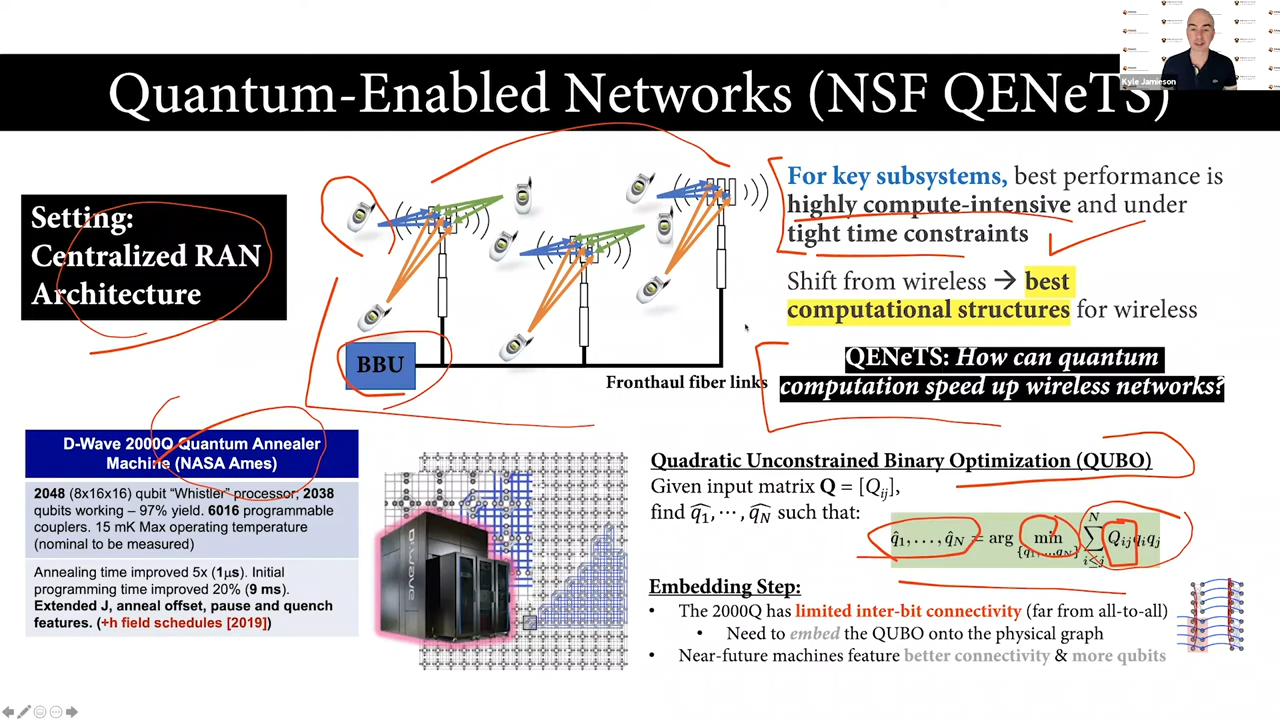 Kyle Jamieson
Quantum-Enabled Networks (NSF QENeTS)
Setting:
Centralized RAN
Architecture
BBU
Fronthaul fiber links
For key subsystems, best performance is
highly compute-intensive and under
tight time constraints
Shift from wireless → best
computational structures for wireless
QENeTS: How can quantum
computation speed up wireless networks?
D-Wave 2000Q Quantum Annealer
Machine (NASA Ames)
2048 (8x16x16) qubit “Whistler” processor, 2038
qubits working – 97% yield. 6016 programmable
couplers. 15 mK Max operating temperature
(nominal to be measured)
Annealing time improved 5x (1μs). Initial
programming time improved 20% (9 ms).
Extended J, anneal offset, pause and quench
features. (+h field schedules [2019])
Quadratic Unconstrained Binary Optimization (QUBO)
Given input matrix Q = [Qij],
find q̂1, ⋯, q̂N such that:
q̂1, . . . , q̂N = arg min {q1,...,qN} ∑ i≤j N Qij qi qj
Embedding Step:
• The 2000Q has limited inter-bit connectivity (far from all-to-all)
• Need to embed the QUBO onto the physical graph
• Near-future machines feature better connectivity & more qubits